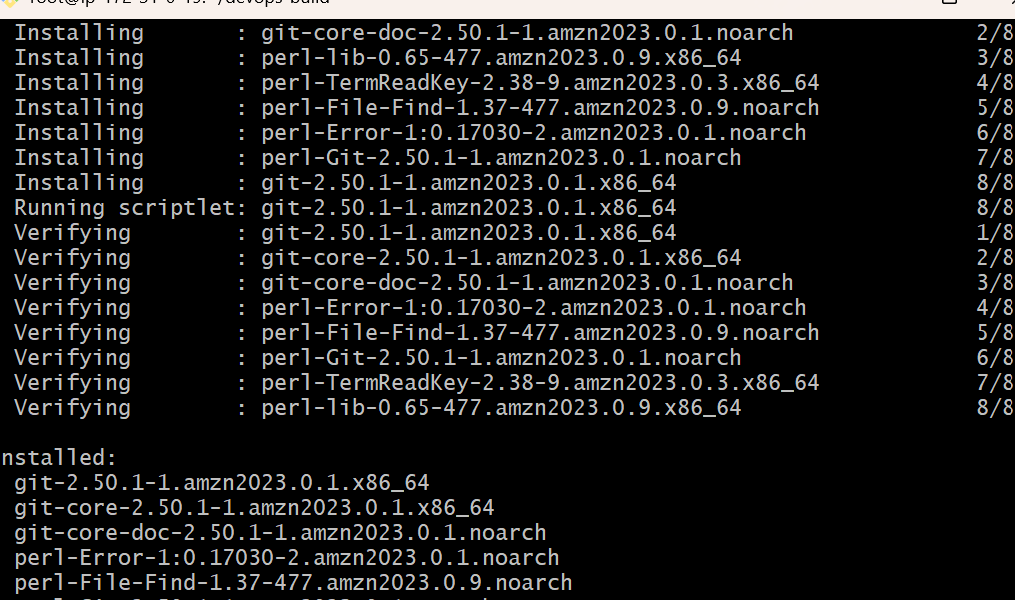 Installing : git-core-doc-2.50.1-1.amzn2023.0.1.noarch 2/8
Installing : perl-lib-0.65-477.amzn2023.0.9.x86_64 3/8
Installing : perl-TermReadKey-2.38-9.amzn2023.0.3.x86_64 4/8
Installing : perl-File-Find-1.37-477.amzn2023.0.9.noarch 5/8
Installing : perl-Error-1:0.17030-2.amzn2023.0.1.noarch 6/8
Installing : perl-Git-2.50.1-1.amzn2023.0.1.noarch 7/8
Installing : git-2.50.1-1.amzn2023.0.1.x86_64 8/8
Running scriptlet: git-2.50.1-1.amzn2023.0.1.x86_64 8/8
Verifying : git-2.50.1-1.amzn2023.0.1.x86_64 1/8
Verifying : git-core-2.50.1-1.amzn2023.0.1.x86_64 2/8
Verifying : git-core-doc-2.50.1-1.amzn2023.0.1.noarch 3/8
Verifying : perl-Error-1:0.17030-2.amzn2023.0.1.noarch 4/8
Verifying : perl-File-Find-1.37-477.amzn2023.0.9.noarch 5/8
Verifying : perl-Git-2.50.1-1.amzn2023.0.1.noarch 6/8
Verifying : perl-TermReadKey-2.38-9.amzn2023.0.3.x86_64 7/8
Verifying : perl-lib-0.65-477.amzn2023.0.9.x86_64 8/8
nstalled:
git-2.50.1-1.amzn2023.0.1.x86_64
git-core-2.50.1-1.amzn2023.0.1.x86_64
git-core-doc-2.50.1-1.amzn2023.0.1.noarch
perl-Error-1:0.17030-2.amzn2023.0.1.noarch
perl-File-Find-1.37-477.amzn2023.0.9.noarch